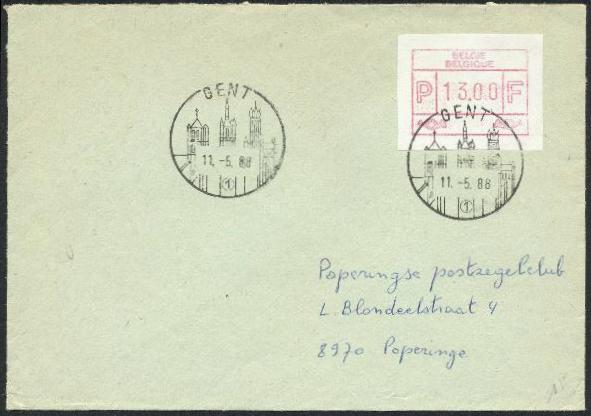 BELGIE
BELGIQUE
P 13.00 F
GENT
11. -5. 88
1
GENT
11. -5. 88
1
Poperingse postzegelclub
L. Blondeelstraat 4
8970 Poperinge